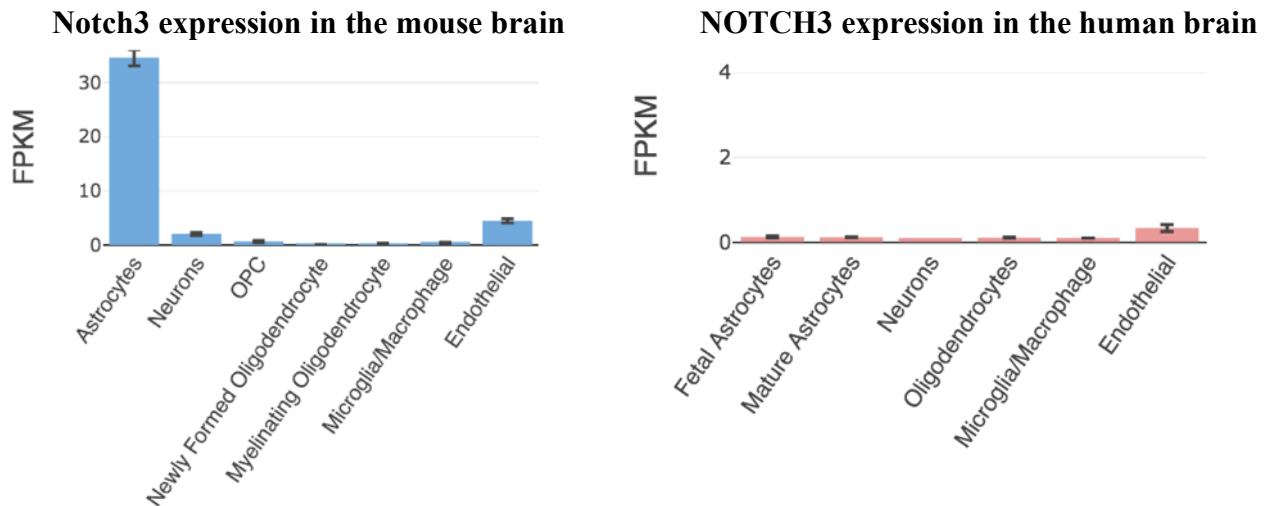 Notch3 expression in the mouse brain
FPKM
30
20
10
0
Astrocytes
Neurons
OPC
Newly Formed Oligodendrocyte
Myelinating Oligodendrocyte
Microglia/Macrophage
Endothelial
NOTCH3 expression in the human brain
FPKM
4
2
0
Fetal Astrocytes
Mature Astrocytes
Neurons
Oligodendrocytes
Microglia/Macrophage
Endothelial